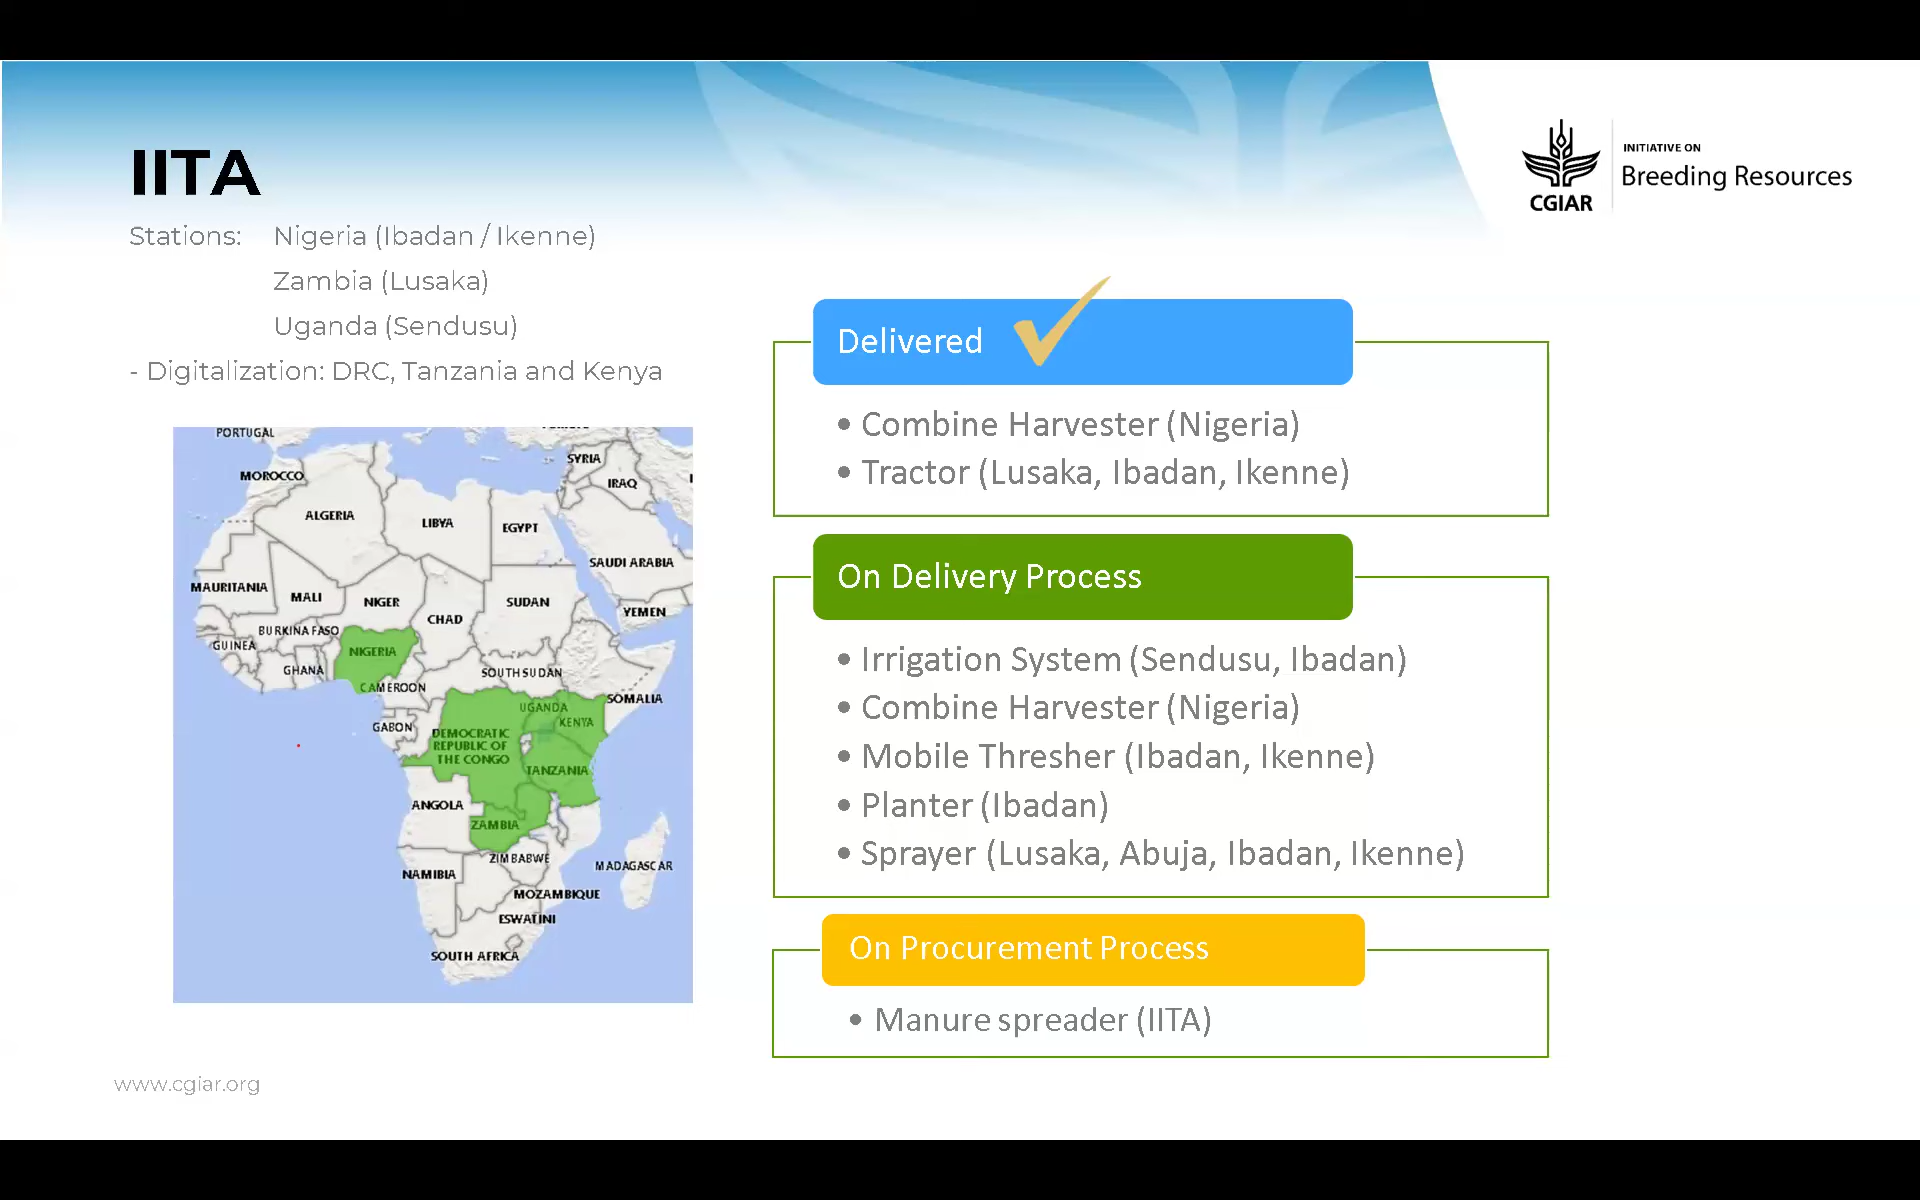 IITA
Stations: Nigeria (Ibadan / Ikenne)
Zambia (Lusaka)
Uganda (Sendusu)
- Digitalization: DRC, Tanzania and Kenya
INITIATIVE ON
Breeding Resources
CGIAR
Delivered
• Combine Harvester (Nigeria)
• Tractor (Lusaka, Ibadan, Ikenne)
On Delivery Process
• Irrigation System (Sendusu, Ibadan)
• Combine Harvester (Nigeria)
• Mobile Thresher (Ibadan, Ikenne)
• Planter (Ibadan)
• Sprayer (Lusaka, Abuja, Ibadan, Ikenne)
On Procurement Process
• Manure spreader (IITA)
PORTUGAL
SYRIA
MOROCCO
IRAQ
ALGERIA
LIBYA
EGYPT
SAUDI ARABIA
MAURITANIA
MALI
NIGER
SUDAN
YEMEN
CHAD
BURKINA FASO
GUINEA
NIGERIA
GHANA
SOUTH SUDAN
CAMEROON
SOMALIA
UGANDA
GABON
KENYA
DEMOCRATIC
REPUBLIC OF
THE CONGO
TANZANIA
ANGOLA
ZAMBIA
ZIMBABWE
MADAGASCAR
NAMIBIA
MOZAMBIQUE
ESWATINI
SOUTH AFRICA
www.cgiar.org